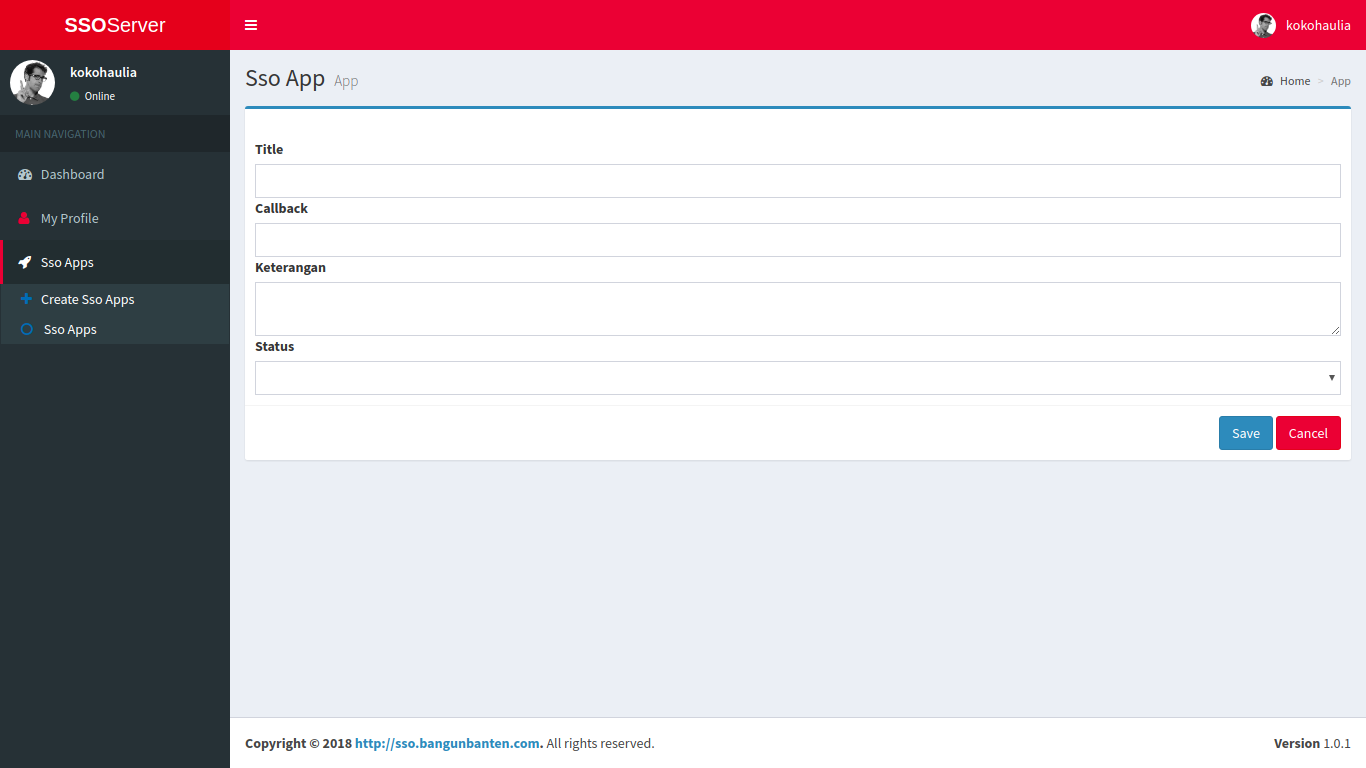 SSOServer
kokohaulia
kokohaulia
Online
MAIN NAVIGATION
Dashboard
My Profile
Sso Apps
Create Sso Apps
Sso Apps
Sso App App
Home > App
Title
Callback
Keterangan
Status
Save Cancel
Copyright © 2018 http://sso.bangunbanten.com. All rights reserved.
Version 1.0.1